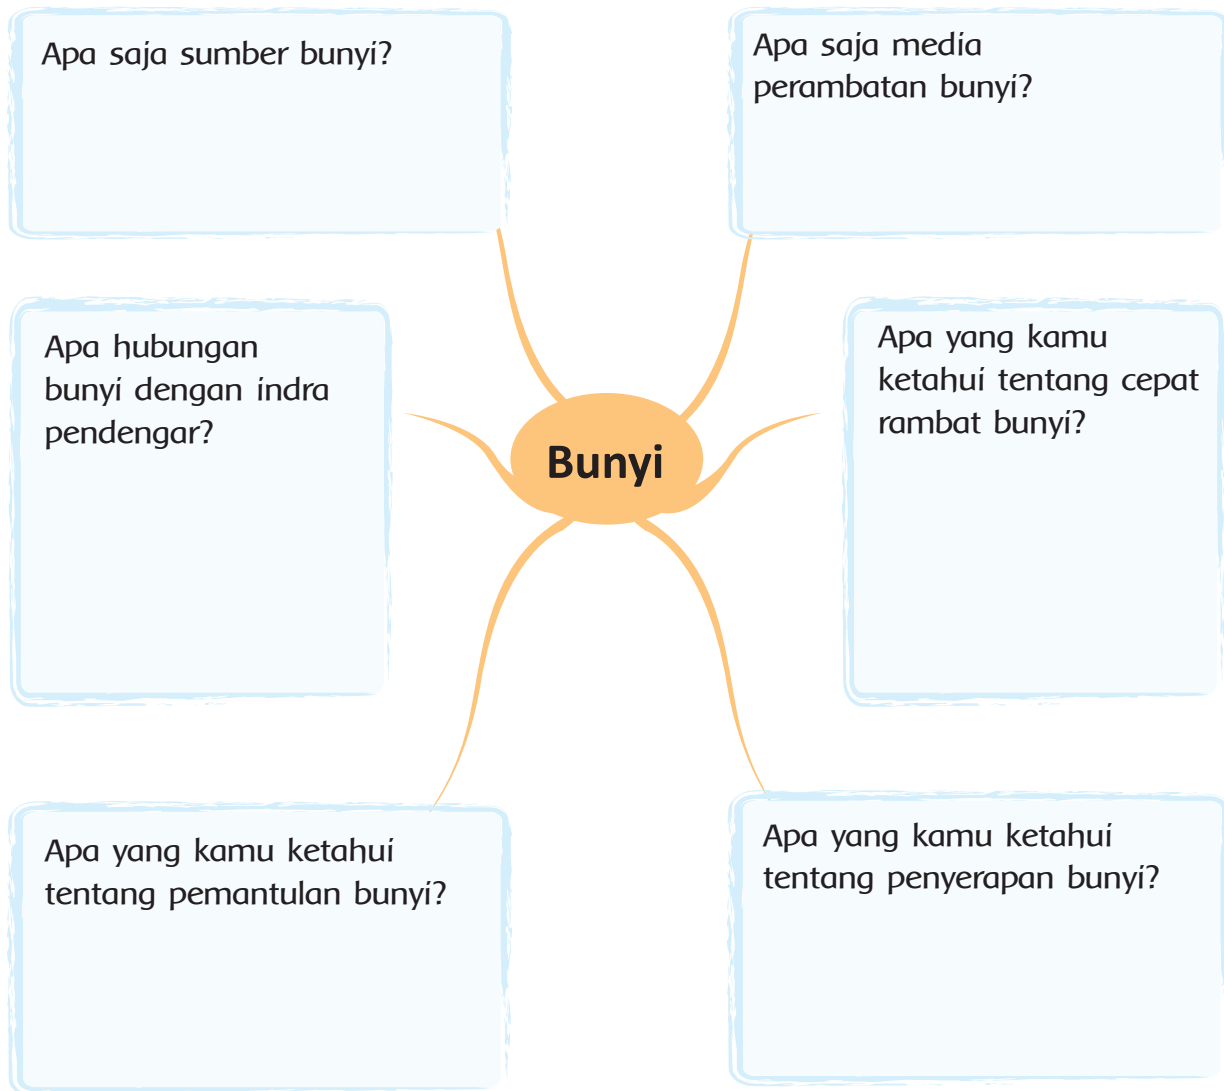 Apa saja sumber bunyi?
Apa saja media
perambatan bunyi?
Apa hubungan
bunyi dengan indra
pendengar?
Apa yang kamu
ketahui tentang cepat
rambat bunyi?
Bunyi
Apa yang kamu ketahui
tentang pemantulan bunyi?
Apa yang kamu ketahui
tentang penyerapan bunyi?